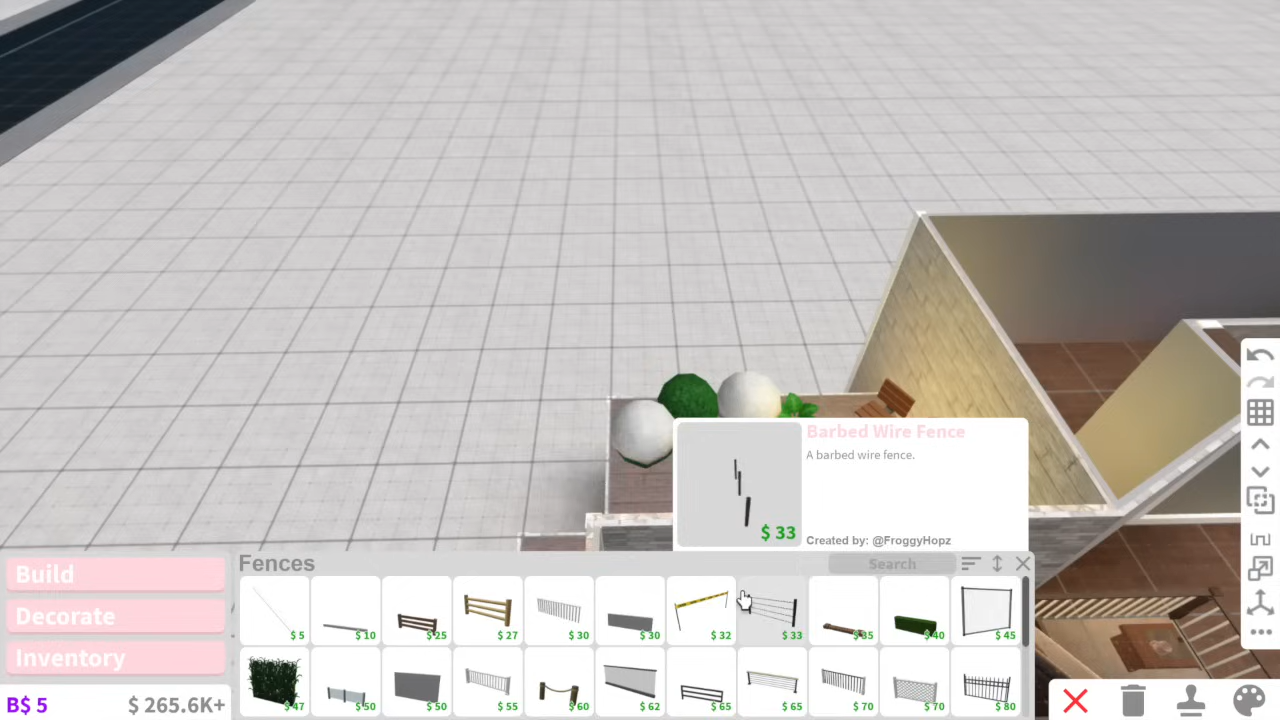 Barbed Wire Fence
A barbed wire fence.
$ 33
Created by: @FroggyHopz
Build
Decorate
Inventory
B$ 5
$ 265.6K+
Fences
Search
$ 5
$ 10
$ 25
$ 27
$ 30
$ 30
$ 32
$ 33
$ 35
$ 40
$ 45
$ 47
$ 50
$ 50
$ 55
$ 60
$ 62
$ 65
$ 65
$ 70
$ 70
$ 80